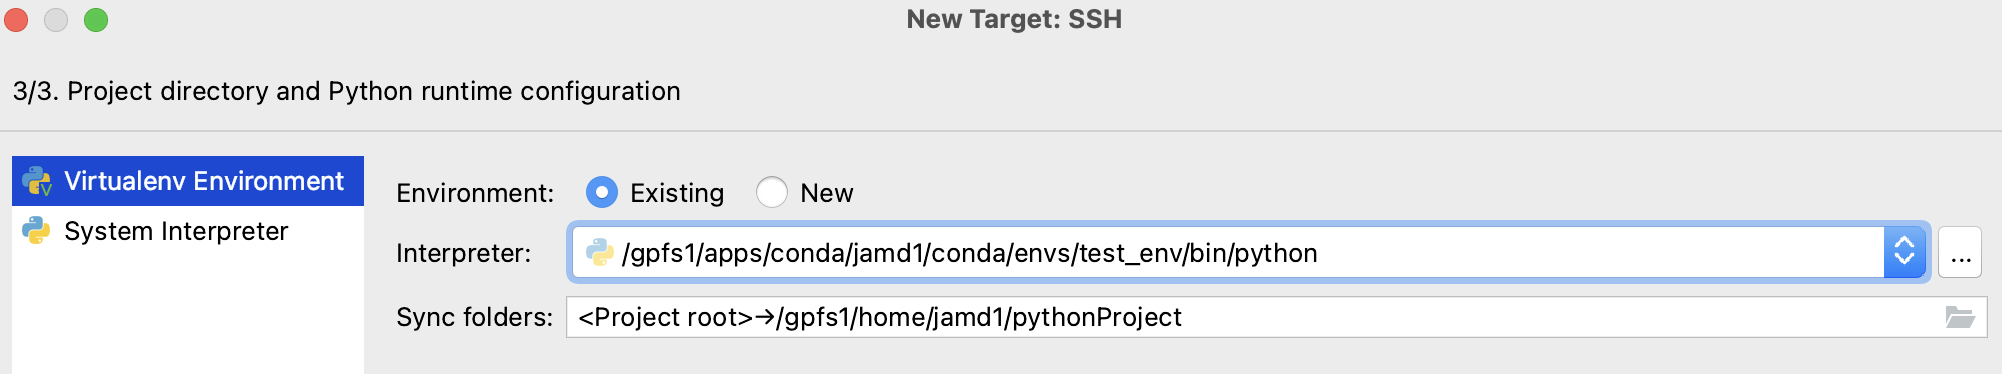 New Target: SSH
3/3. Project directory and Python runtime configuration
Virtualenv Environment
System Interpreter
Environment: Existing New
Interpreter: /gpfs1/apps/conda/jamd1/conda/envs/test_env/bin/python ...
Sync folders: <Project root>→/gpfs1/home/jamd1/pythonProject